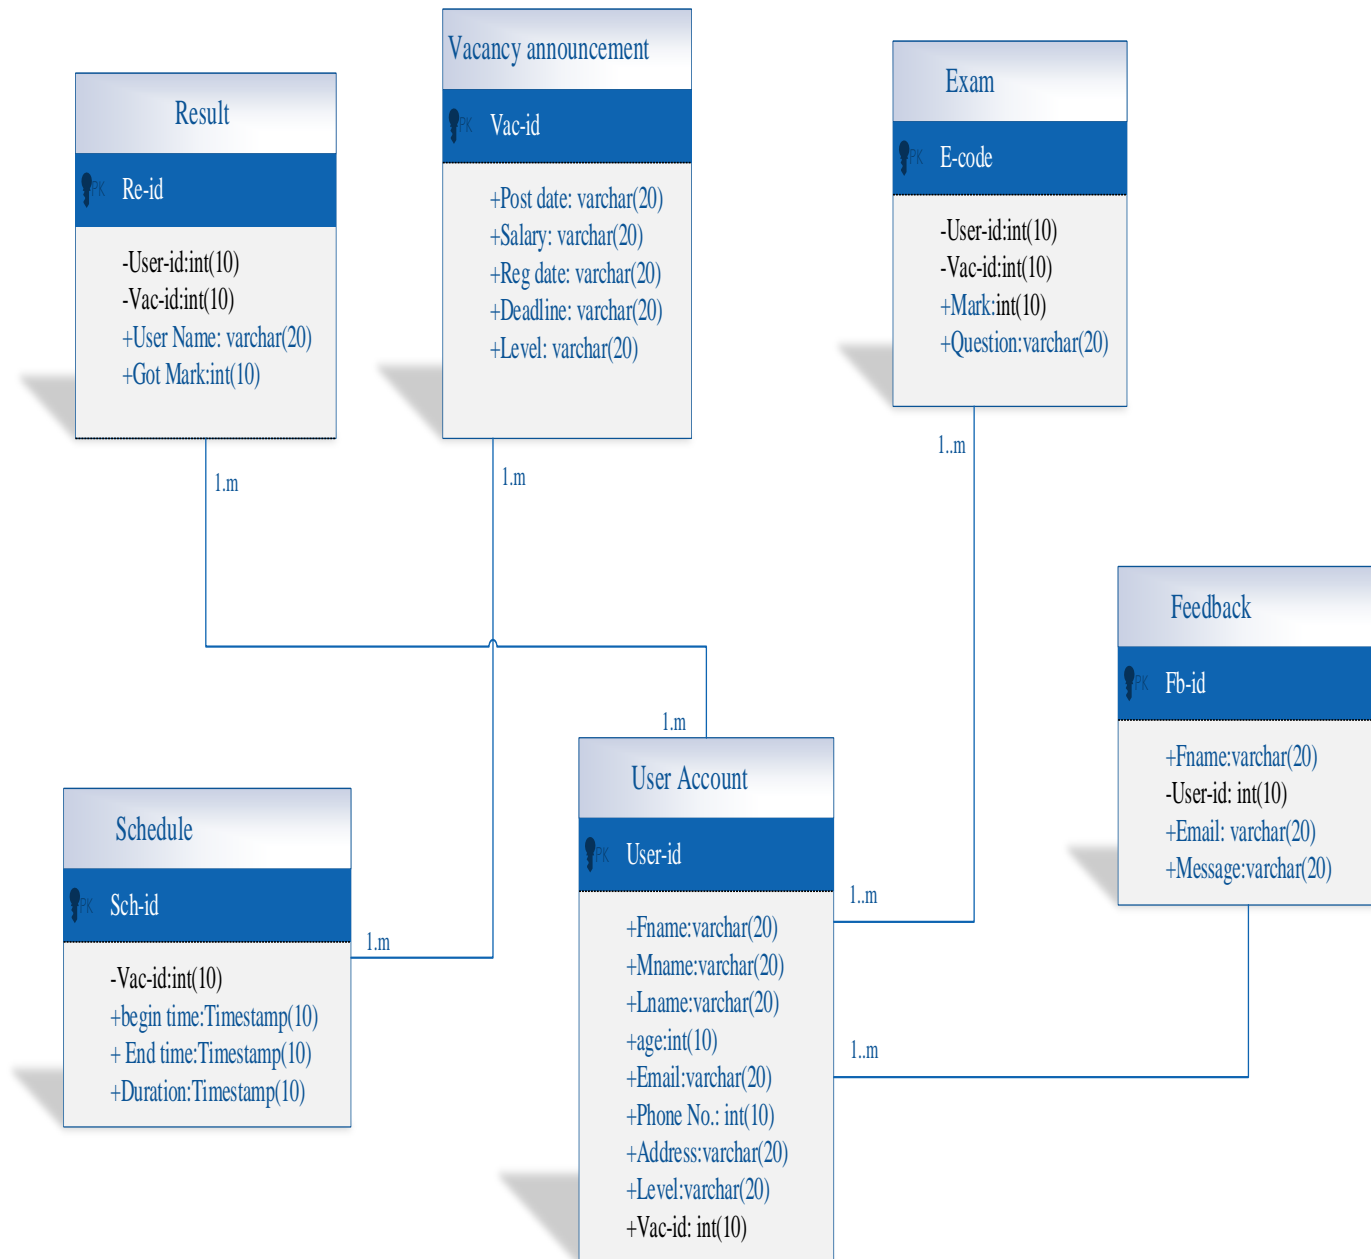 Result
PK Re-id
-User-id:int(10)
-Vac-id:int(10)
+User Name: varchar(20)
+Got Mark:int(10)
1.m
Vacancy announcement
PK Vac-id
+Post date: varchar(20)
+Salary: varchar(20)
+Reg date: varchar(20)
+Deadline: varchar(20)
+Level: varchar(20)
1.m
Exam
PK E-code
-User-id:int(10)
-Vac-id:int(10)
+Mark:int(10)
+Question:varchar(20)
1..m
Feedback
PK Fb-id
+Fname:varchar(20)
-User-id: int(10)
+Email: varchar(20)
+Message:varchar(20)
Schedule
PK Sch-id
-Vac-id:int(10)
+begin time:Timestamp(10)
+ End time:Timestamp(10)
+Duration:Timestamp(10)
1.m
1.m
User Account
PK User-id
+Fname:varchar(20)
+Mname:varchar(20)
+Lname:varchar(20)
+age:int(10)
+Email:varchar(20)
+Phone No.: int(10)
+Address:varchar(20)
+Level:varchar(20)
+Vac-id: int(10)
1..m
1..m